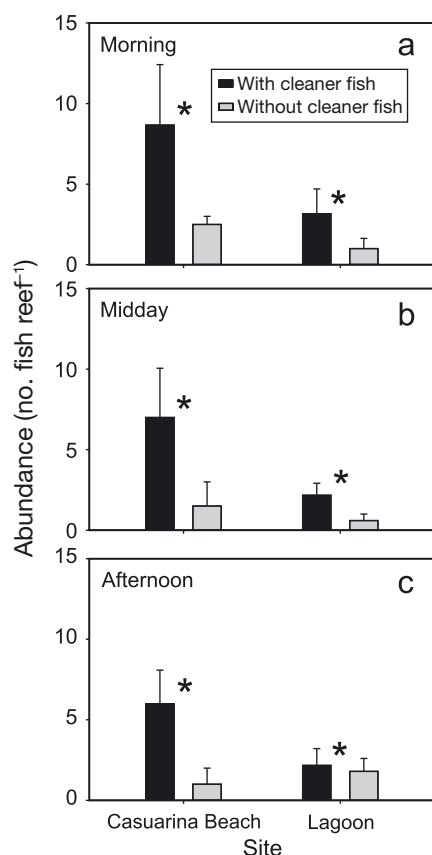 Abundance (no. fish reef⁻¹)
15
Morning
a
With cleaner fish
Without cleaner fish
10
*
5
*
0
15
Midday
b
10
*
5
*
0
15
Afternoon
c
10
*
5
*
0
Casuarina Beach
Lagoon
Site